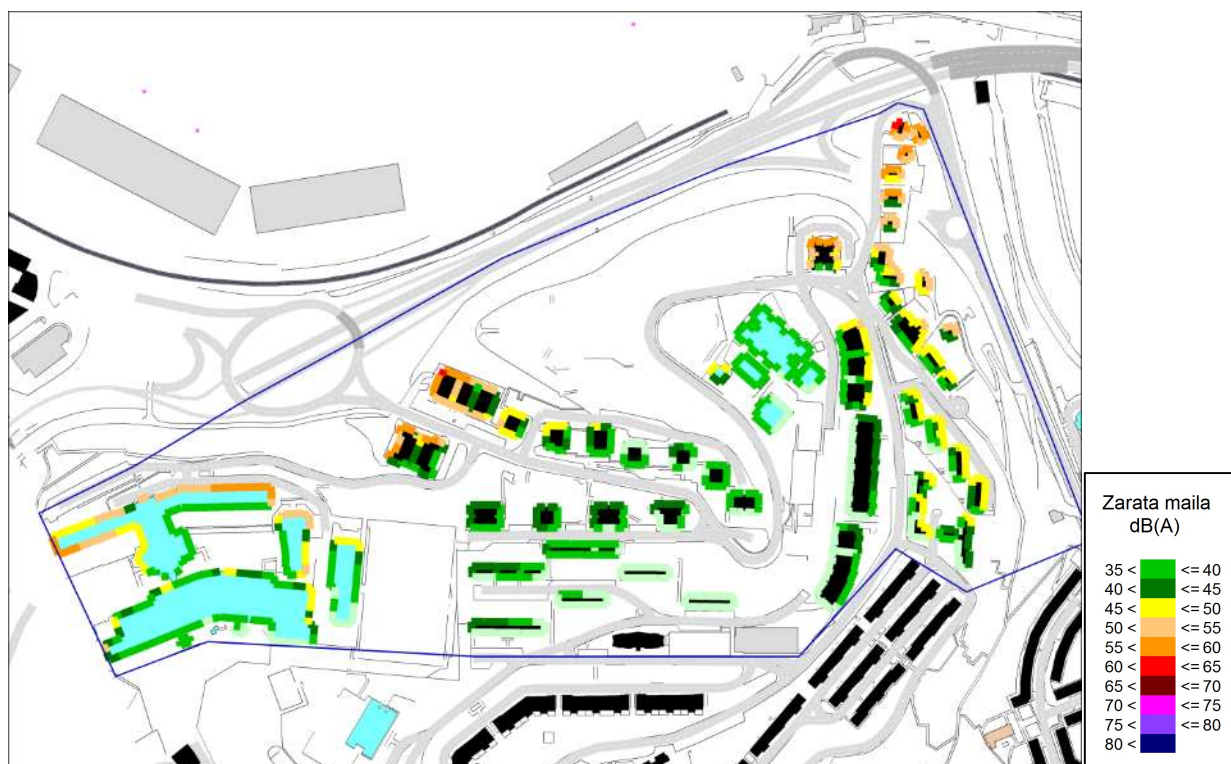 Zarata maila
dB(A)
35 < <= 40
40 < <= 45
45 < <= 50
50 < <= 55
55 < <= 60
60 < <= 65
65 < <= 70
70 < <= 75
75 < <= 80
80 <